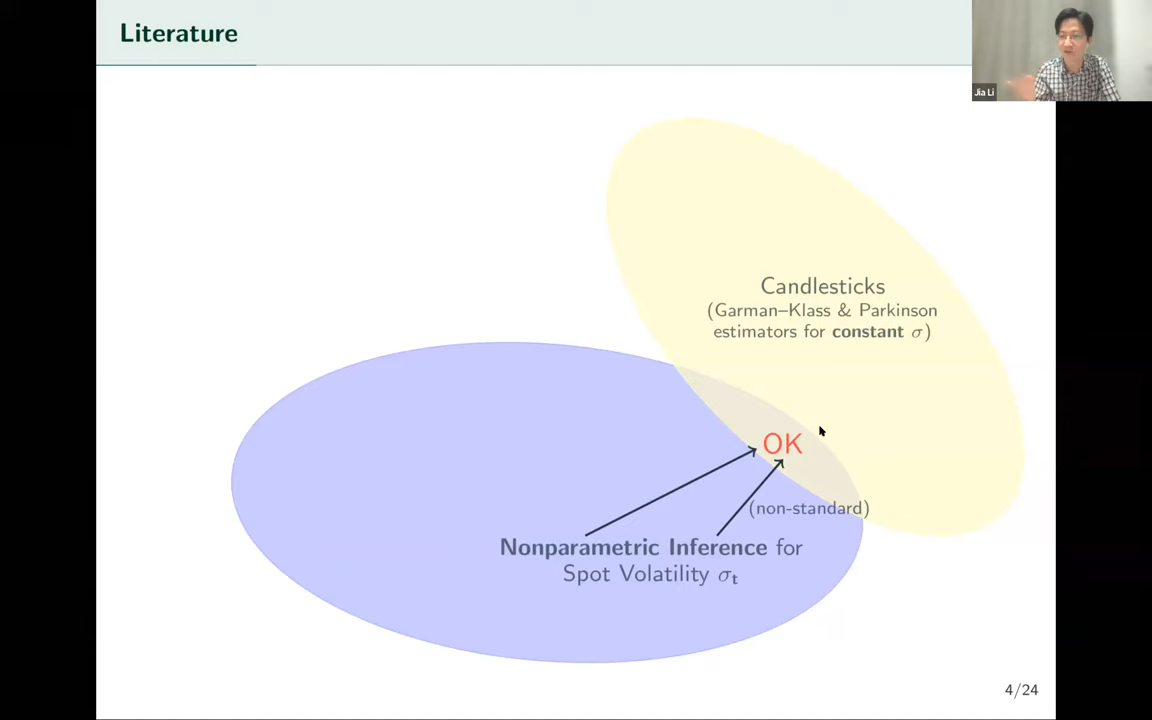 Literature
Jia Li
Candlesticks
(Garman–Klass & Parkinson
estimators for constant σ)
OK
(non-standard)
Nonparametric Inference for
Spot Volatility σt
4/24